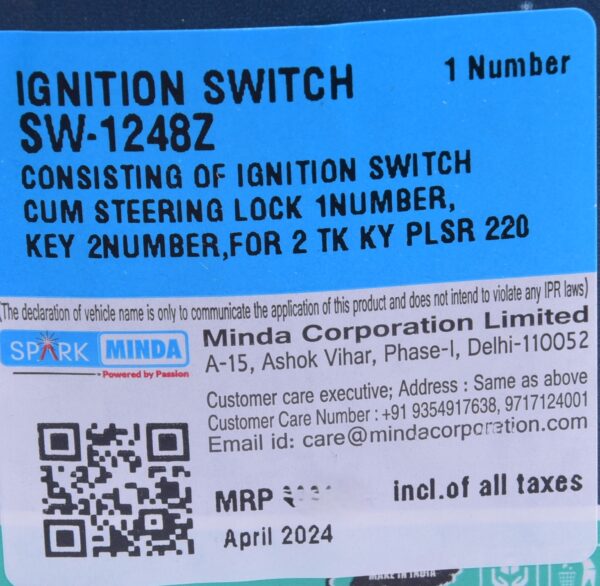 IGNITION SWITCH
1 Number
SW-1248Z
CONSISTING OF IGNITION SWITCH
CUM STEERING LOCK 1NUMBER,
KEY 2NUMBER,FOR 2 TK KY PLSR 220
(The declaration of vehicle name is only to communicate the application of this product and does not intend to violate any IPR laws)
SPARK MINDA
Powered by Passion
Minda Corporation Limited
A-15, Ashok Vihar, Phase-I, Delhi-110052
Customer care executive; Address : Same as above
Customer Care Number : +91 9354917638, 9717124001
Email id: care@mindacorporation.com
MRP
incl.of all taxes
April 2024
MAKE IN INDIA